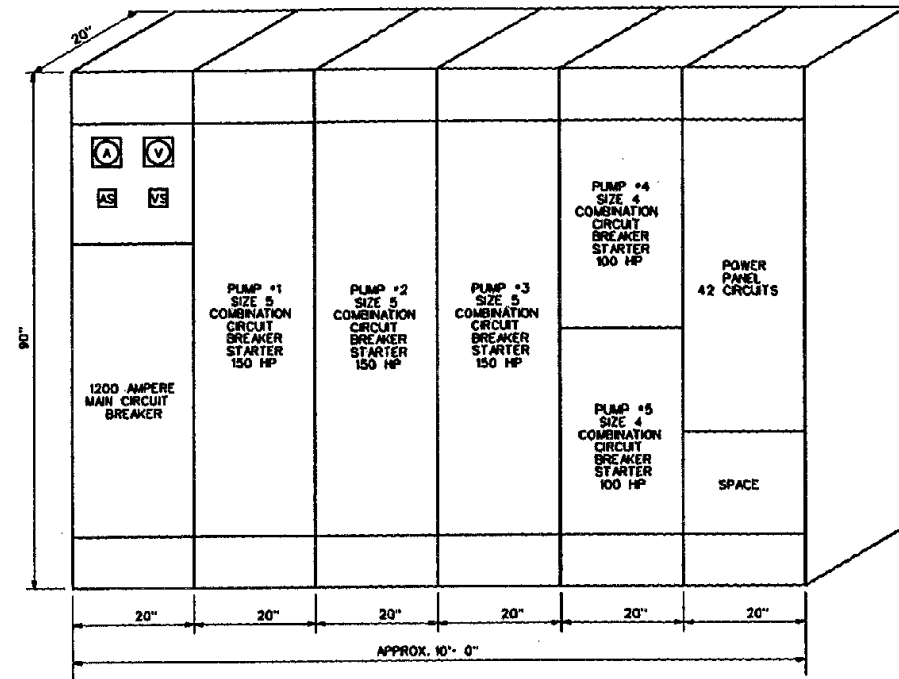 20"
90"
A
V
AS
VS
1200 AMPERE
MAIN CIRCUIT
BREAKER
PUMP #1
SIZE 5
COMBINATION
CIRCUIT
BREAKER
STARTER
150 HP
PUMP #2
SIZE 5
COMBINATION
CIRCUIT
BREAKER
STARTER
150 HP
PUMP #3
SIZE 5
COMBINATION
CIRCUIT
BREAKER
STARTER
150 HP
PUMP #4
SIZE 4
COMBINATION
CIRCUIT
BREAKER
STARTER
100 HP
PUMP #5
SIZE 4
COMBINATION
CIRCUIT
BREAKER
STARTER
100 HP
POWER
PANEL
42 CIRCUITS
SPACE
20"
20"
20"
20"
20"
20"
APPROX. 10'- 0"